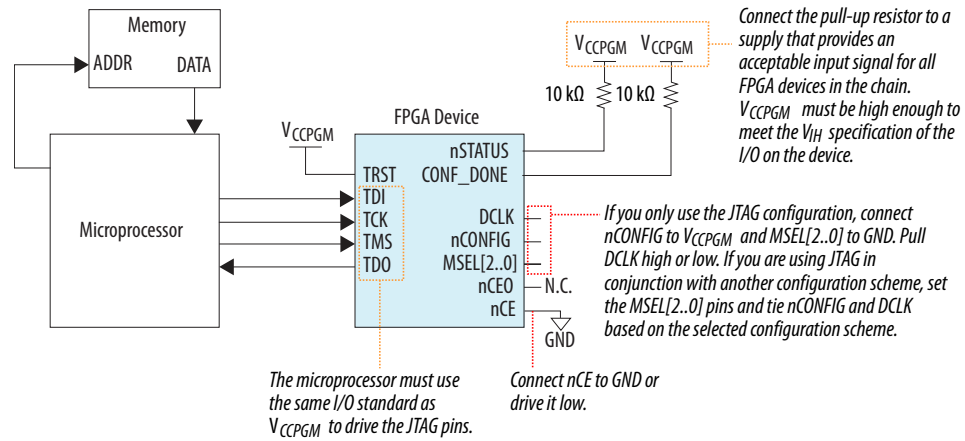 Memory
ADDR
DATA
Microprocessor
VCCPGM
FPGA Device
TRST
TDI
TCK
TMS
TDO
nSTATUS
CONF_DONE
DCLK
nCONFIG
MSEL[2..0]
nCEO
nCE
N.C.
GND
VCCPGM VCCPGM
10 kΩ 10 kΩ
Connect the pull-up resistor to a
supply that provides an
acceptable input signal for all
FPGA devices in the chain.
VCCPGM must be high enough to
meet the VIH specification of the
I/O on the device.
If you only use the JTAG configuration, connect
nCONFIG to VCCPGM and MSEL[2..0] to GND. Pull
DCLK high or low. If you are using JTAG in
conjunction with another configuration scheme, set
the MSEL[2..0] pins and tie nCONFIG and DCLK
based on the selected configuration scheme.
The microprocessor must use
the same I/O standard as
VCCPGM to drive the JTAG pins.
Connect nCE to GND or
drive it low.